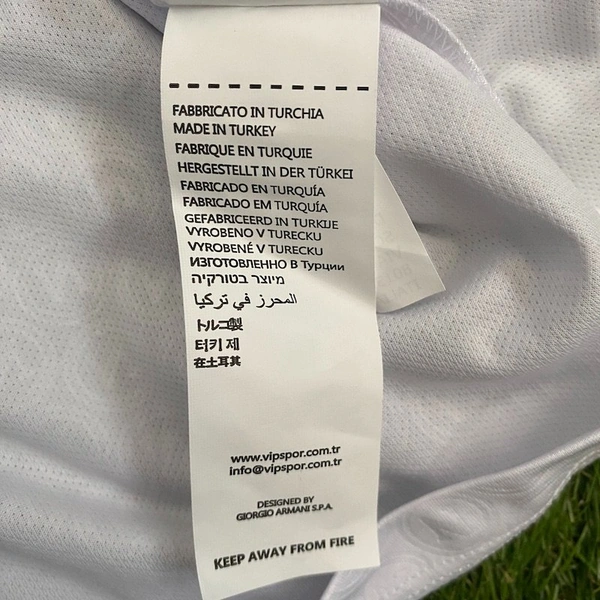 FABBRICATO IN TURCHIA
MADE IN TURKEY
FABRIQUE EN TURQUIE
HERGESTELLT IN DER TÜRKEI
FABRICADO EN TURQUÍA
FABRICADO EM TURQUÍA
GEFABRICEERD IN TURKIJE
VYROBENO V TURECKU
VYROBENÉ V TURECKU
ИЗГОТОВЛЕННО В Турции
מיוצר בטורקיה
المحرز في تركيا
トルコ製
터키 제
在土耳其
www.vipspor.com.tr
info@vipspor.com.tr
DESIGNED BY
GIORGIO ARMANI S.P.A.
KEEP AWAY FROM FIRE